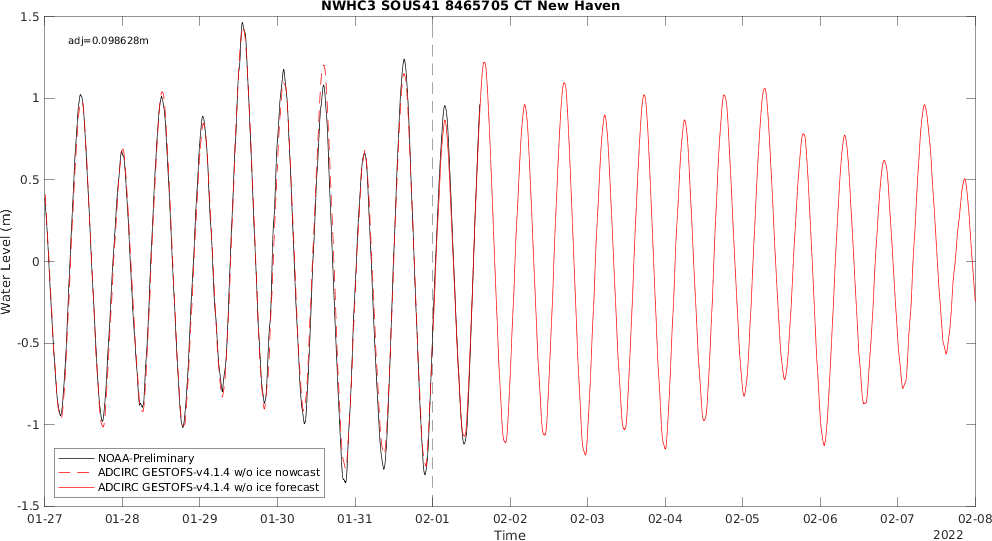 NWHC3 SOUS41 8465705 CT New Haven
adj=0.098628m
1.5
1
0.5
0
-0.5
-1
-1.5
Water Level (m)
NOAA-Preliminary
ADCIRC GESTOFS-v4.1.4 w/o ice nowcast
ADCIRC GESTOFS-v4.1.4 w/o ice forecast
01-27 01-28 01-29 01-30 01-31 02-01 02-02 02-03 02-04 02-05 02-06 02-07 02-08
Time
2022